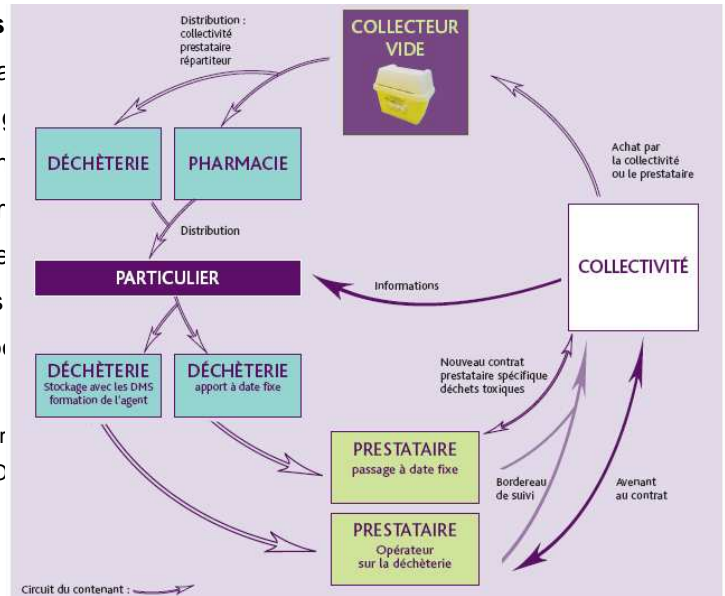 Distribution :
collectivité
prestataire
répartiteur
COLLECTEUR
VIDE
DÉCHÈTERIE
PHARMACIE
Achat par
la collectivité
ou le prestataire
Distribution
COLLECTIVITÉ
PARTICULIER
Informations
DÉCHÈTERIE
Stockage avec les DMS
formation de l'agent
DÉCHÈTERIE
apport à date fixe
Nouveau contrat
prestataire spécifique
déchets toxiques
PRESTATAIRE
passage à date fixe
Bordereau
de suivi
Avenant
au contrat
PRESTATAIRE
Opérateur
sur la déchèterie
Circuit du contenant :